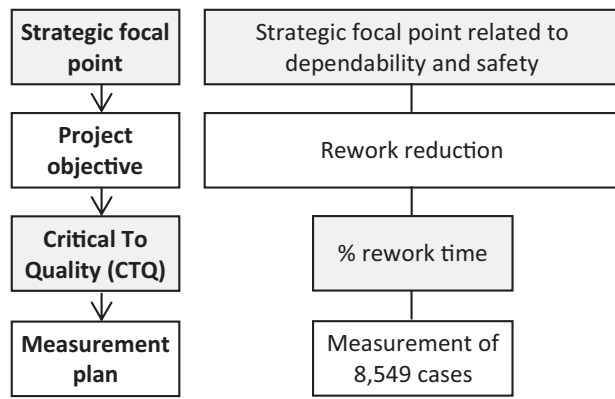 Strategic focal
point
Strategic focal point related to
dependability and safety
Project
objective
Rework reduction
Critical To
Quality (CTQ)
% rework time
Measurement
plan
Measurement of
8,549 cases